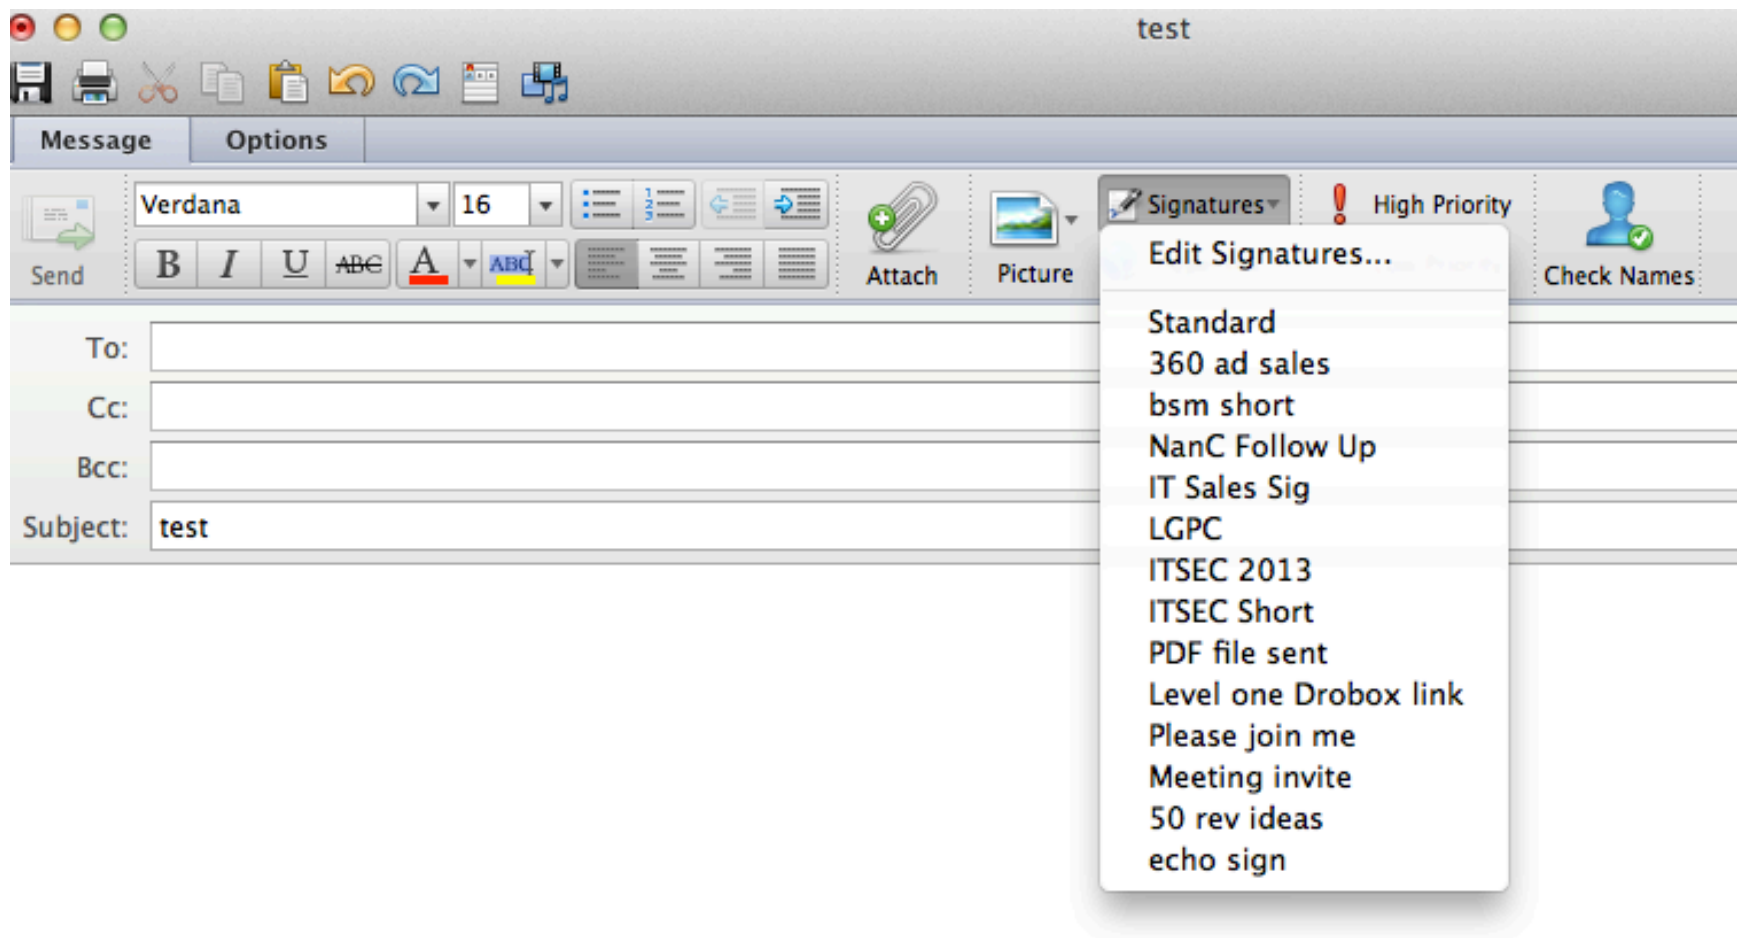 test
Message Options
Verdana 16 Signatures High Priority
B I U ABC A ABC
Send Attach Picture Check Names
Edit Signatures...
Standard
360 ad sales
bsm short
NanC Follow Up
IT Sales Sig
LGPC
ITSEC 2013
ITSEC Short
PDF file sent
Level one Drobox link
Please join me
Meeting invite
50 rev ideas
echo sign
To:
Cc:
Bcc:
Subject: test